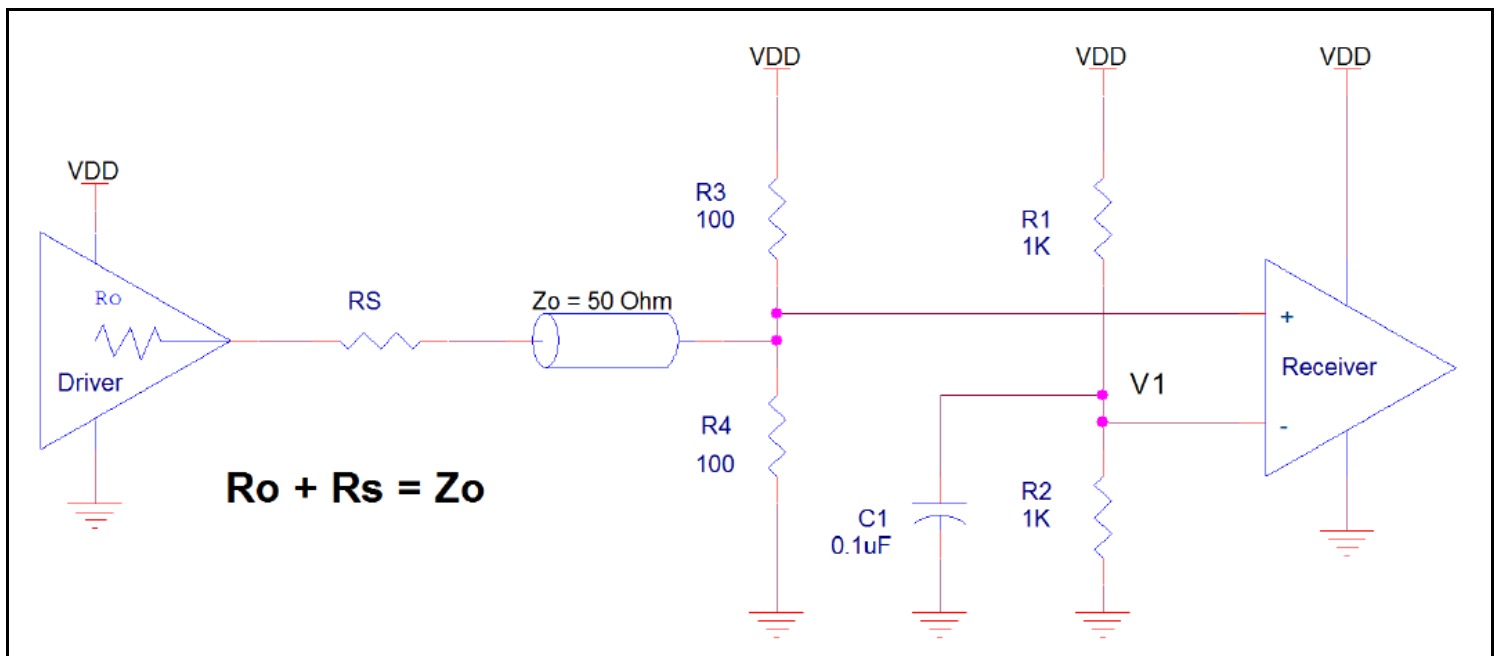 VDD
VDD
VDD
VDD
R3
100
R1
1K
Ro
RS
Zo = 50 Ohm
+
Receiver
Driver
V1
-
R4
100
Ro + Rs = Zo
R2
1K
C1
0.1uF